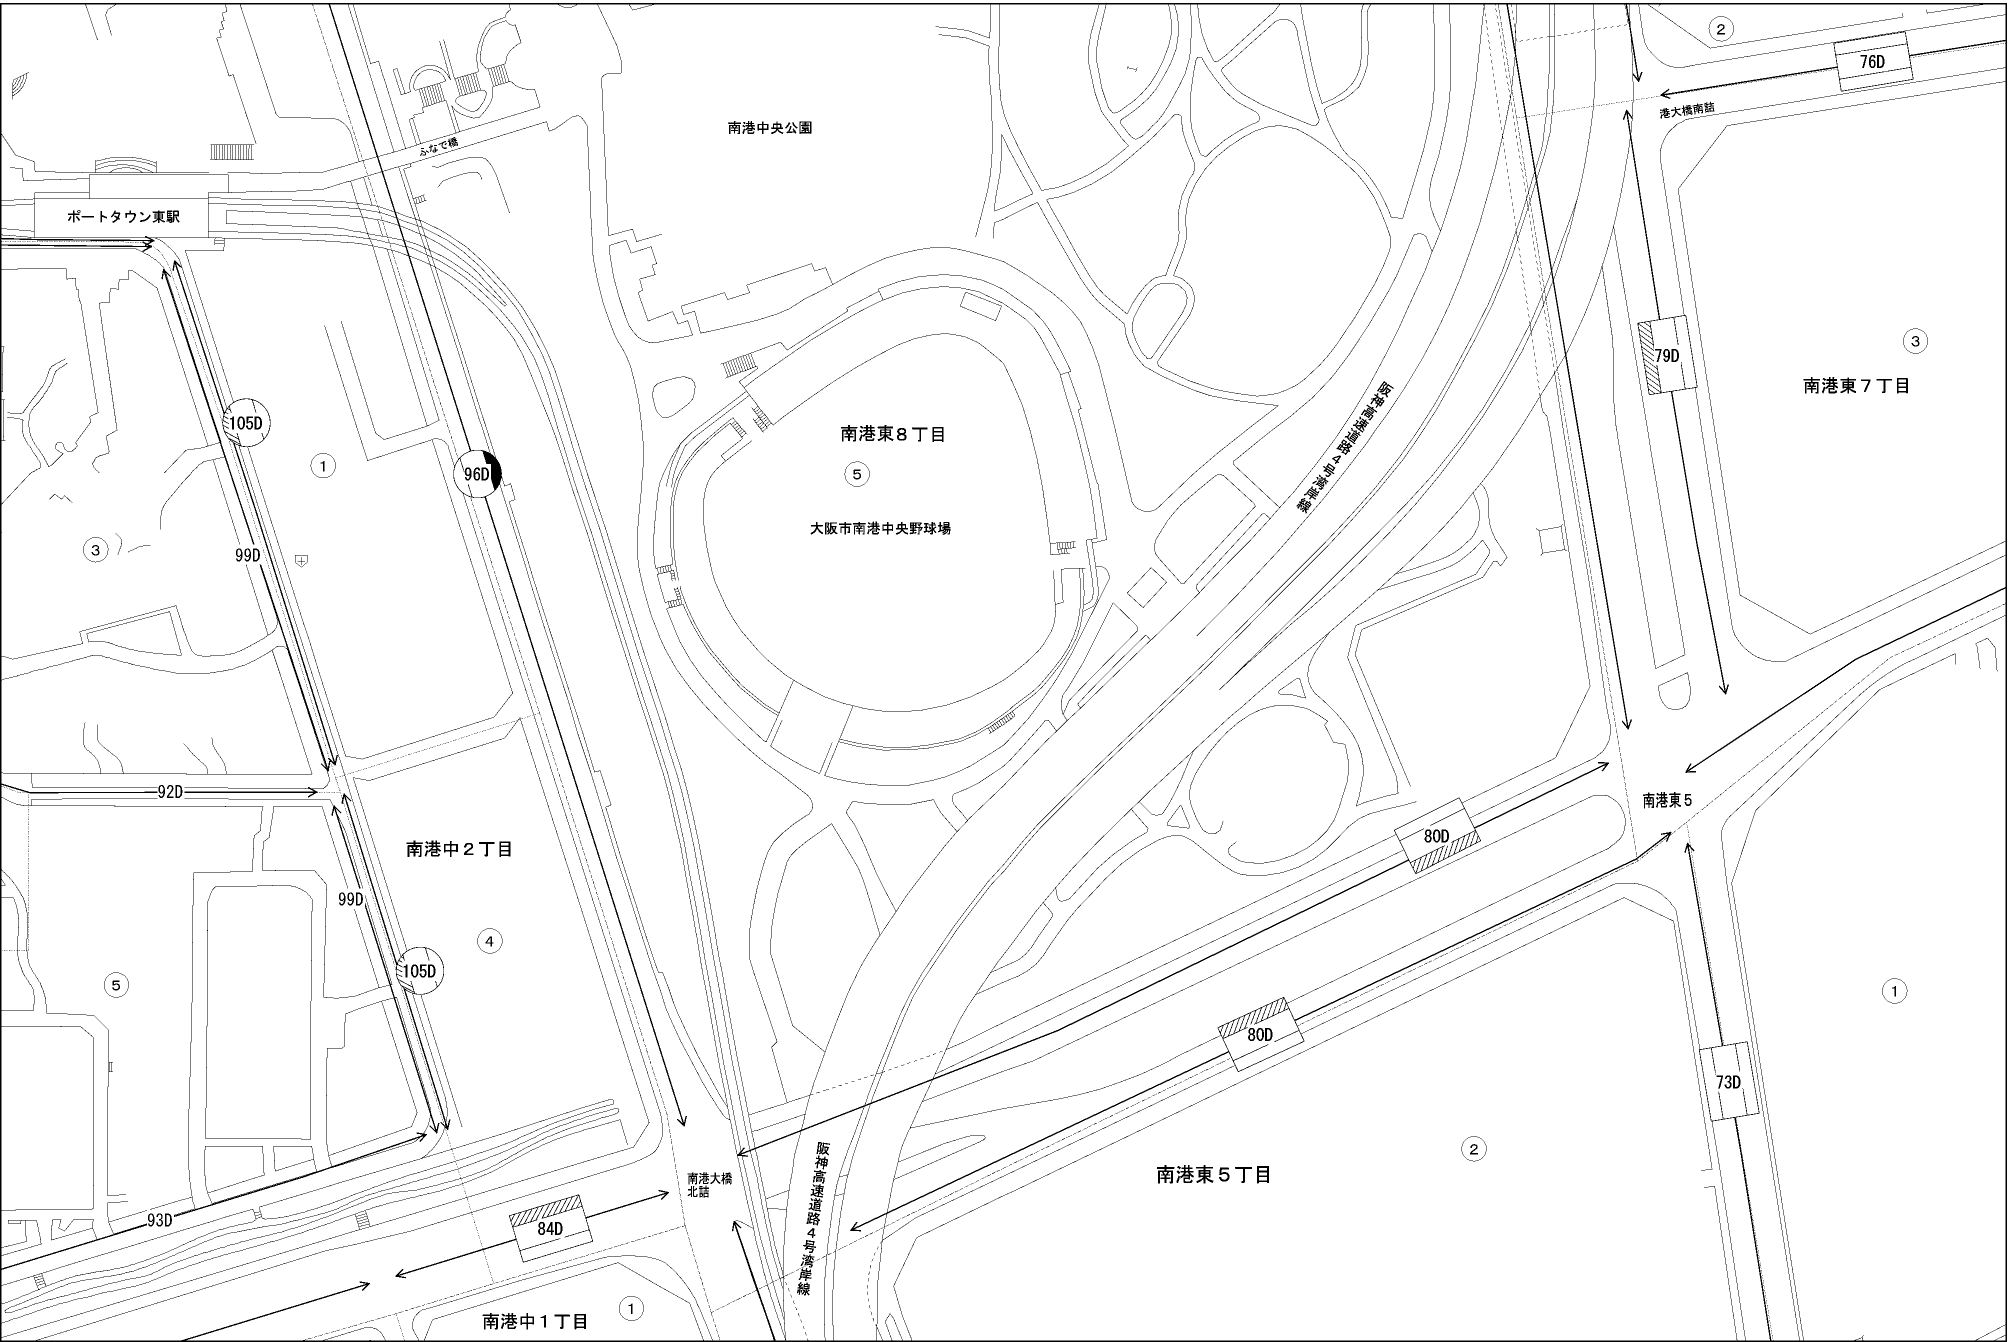 ②
76D
港大橋南詰
南港中央公園
ふなで橋
ポートタウン東駅
③
79D
南港東７丁目
阪神高速道路４号湾岸線
105D
①
96D
南港東８丁目
⑤
大阪市南港中央野球場
③
99D
92D
南港東５
80D
南港中２丁目
99D
④
105D
⑤
①
80D
73D
②
南港東５丁目
阪神高速道路４号湾岸線
南港大橋
北詰
93D
84D
①
南港中１丁目